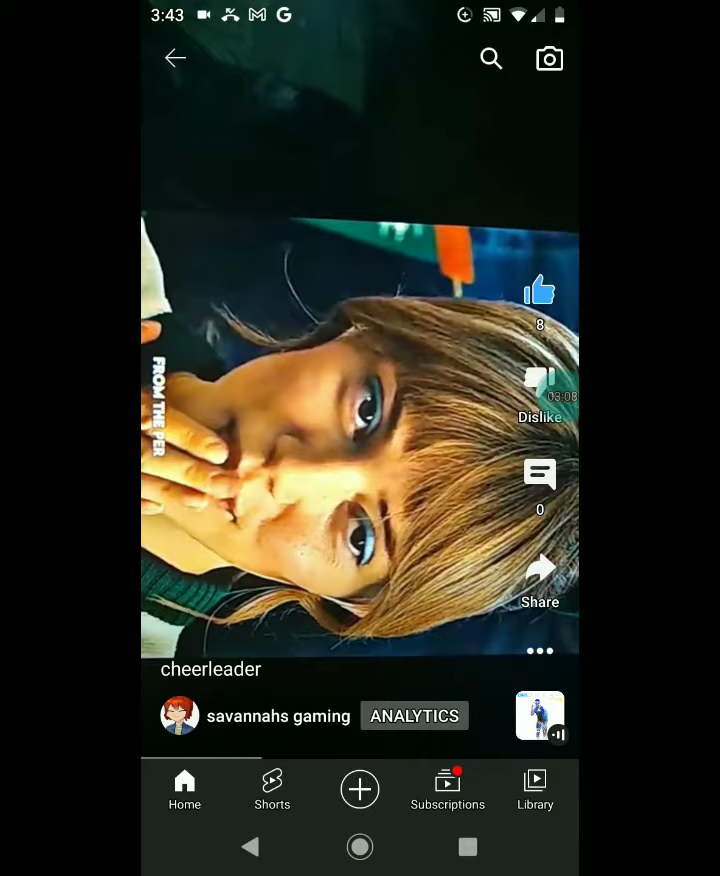 3:43
8
03:08
Dislike
FROM THE PER
0
Share
cheerleader
savannahs gaming ANALYTICS
Home Shorts Subscriptions Library